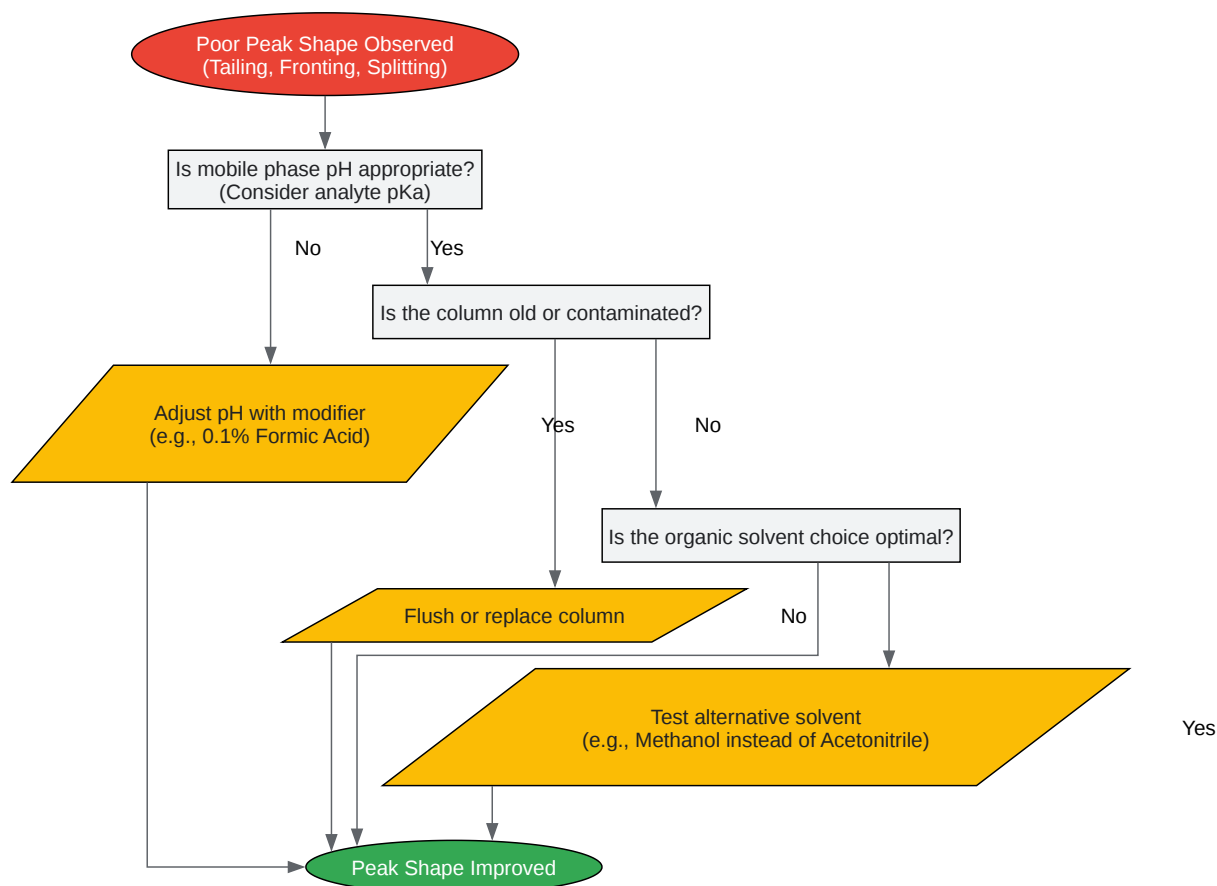 Poor Peak Shape Observed
(Tailing, Fronting, Splitting)
Is mobile phase pH appropriate?
(Consider analyte pKa)
No
Yes
Is the column old or contaminated?
Adjust pH with modifier
(e.g., 0.1% Formic Acid)
Yes
No
Is the organic solvent choice optimal?
Flush or replace column
No
Test alternative solvent
(e.g., Methanol instead of Acetonitrile)
Yes
Peak Shape Improved